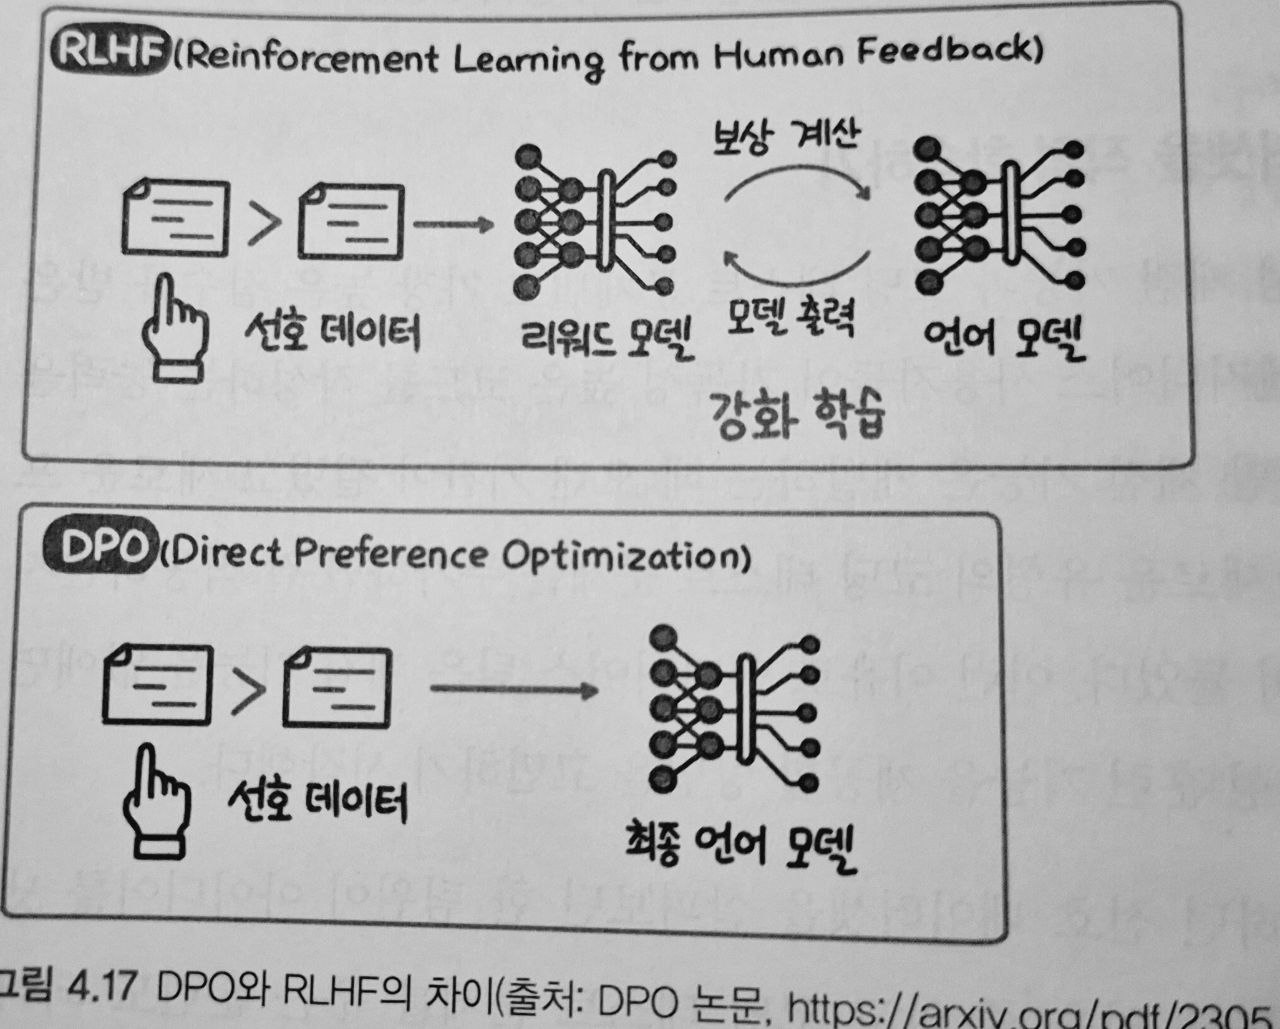 RLHF(Reinforcement Learning from Human Feedback)
보상 계산
선호 데이터
리워드 모델
모델 출력
언어 모델
강화 학습
DPO(Direct Preference Optimization)
선호 데이터
최종 언어 모델
그림 4.17 DPO와 RLHF의 차이(출처: DPO 논문, https://arxiv.org/pdf/2305.